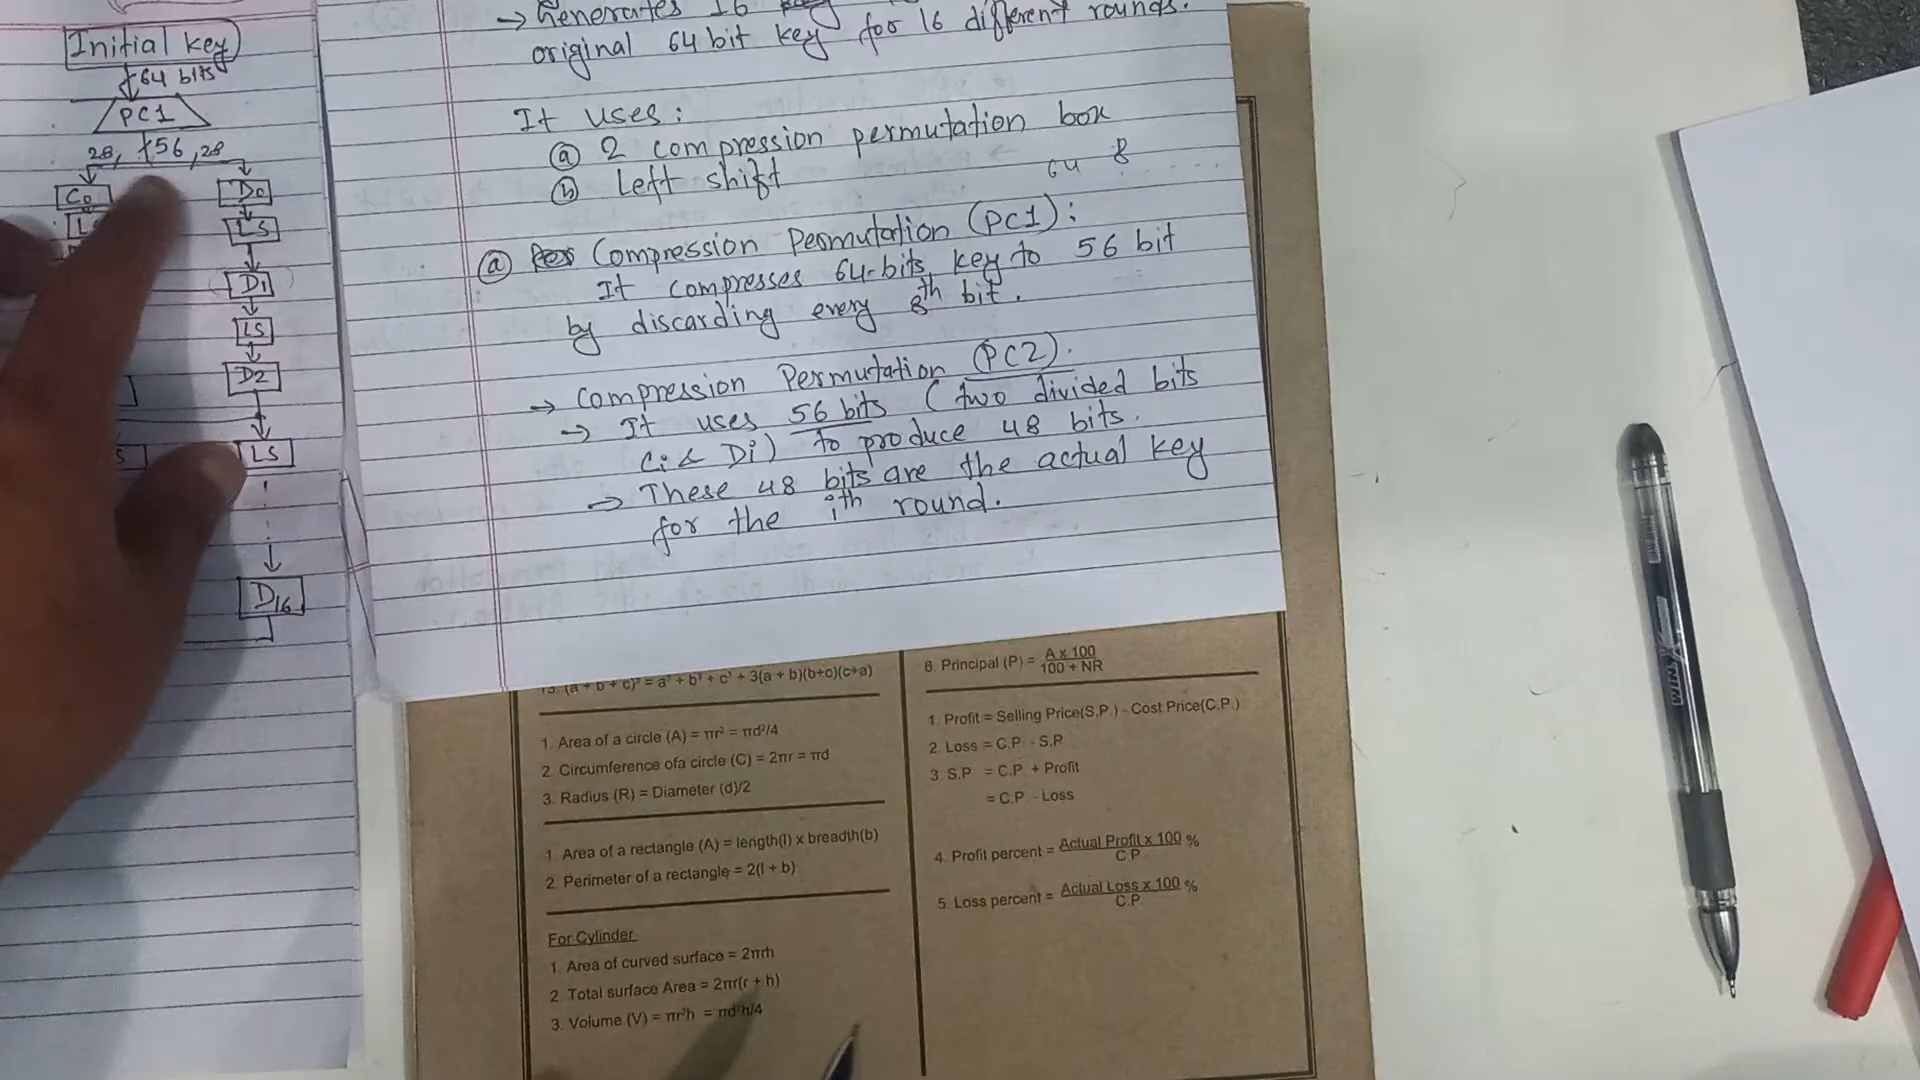 Initial key
64 bits
PC1
28, 56, 28
C0 D0
LS LS
D1
LS
D2
LS
D16
→ Generates 16
original 64 bit key for 16 different rounds.
It uses:
(a) 2 compression permutation box
(b) Left shift
64 8
(a) Compression Permutation (PC1):
It compresses 64-bits key to 56 bit
by discarding every 8th bit.
→ Compression Permutation (PC2).
→ It uses 56 bits (two divided bits
Ci & Di) to produce 48 bits.
→ These 48 bits are the actual key
for the ith round.
13. (a + b + c)³ = a³ + b³ + c³ + 3(a + b)(b+c)(c+a)
1. Area of a circle (A) = πr² = πd²/4
2. Circumference ofa circle (C) = 2πr = πd
3. Radius (R) = Diameter (d)/2
1. Area of a rectangle (A) = length(l) x breadth(b)
2. Perimeter of a rectangle = 2(l + b)
For Cylinder
1. Area of curved surface = 2πrh
2. Total surface Area = 2πr(r + h)
3. Volume (V) = πr²h = πd²h/4
6. Principal (P) = A x 100
100 + NR
1. Profit = Selling Price(S.P.) - Cost Price(C.P.)
2. Loss = C.P. - S.P
3. S.P = C.P. + Profit
= C.P. - Loss
4. Profit percent = Actual Profit x 100 %
C.P.
5. Loss percent = Actual Loss x 100 %
C.P.
WIN